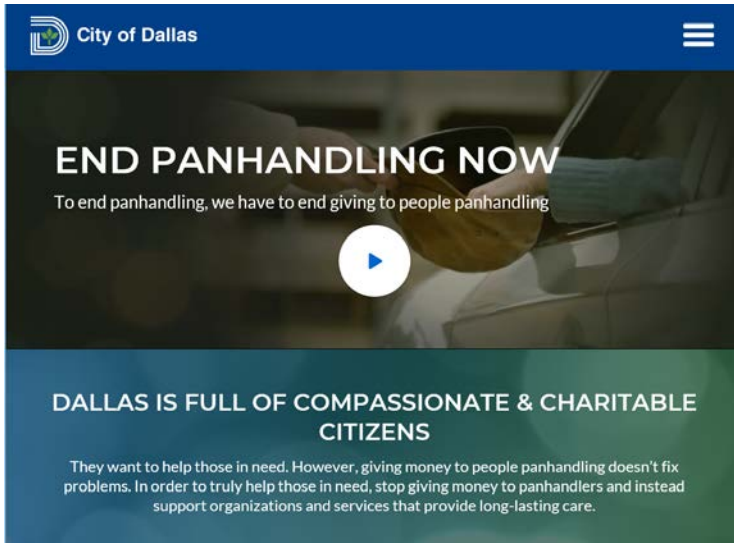 City of Dallas
END PANHANDLING NOW
To end panhandling, we have to end giving to people panhandling
DALLAS IS FULL OF COMPASSIONATE & CHARITABLE
CITIZENS
They want to help those in need. However, giving money to people panhandling doesn't fix
problems. In order to truly help those in need, stop giving money to panhandlers and instead
support organizations and services that provide long-lasting care.